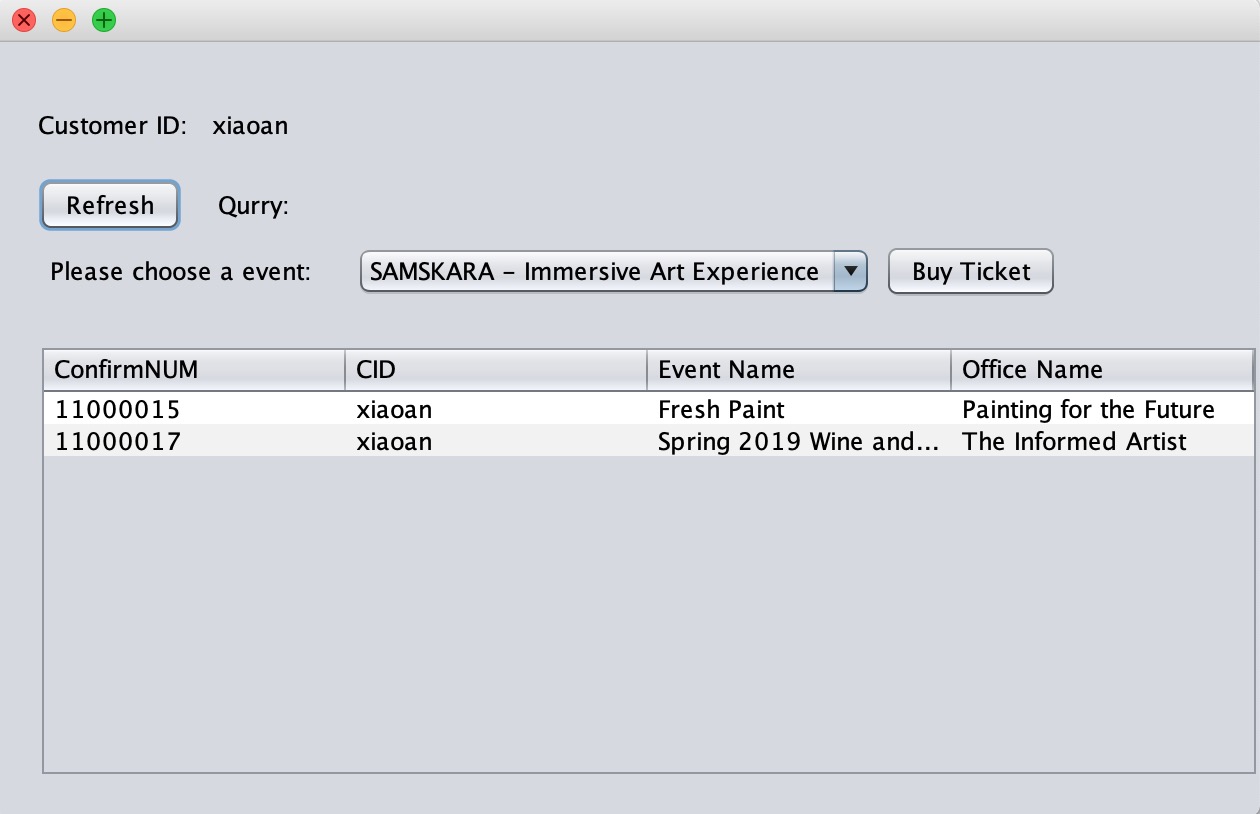 Customer ID: xiaoan
Refresh Qurry:
Please choose a event: SAMSKARA – Immersive Art Experience Buy Ticket
ConfirmNUM CID Event Name Office Name
11000015 xiaoan Fresh Paint Painting for the Future
11000017 xiaoan Spring 2019 Wine and... The Informed Artist